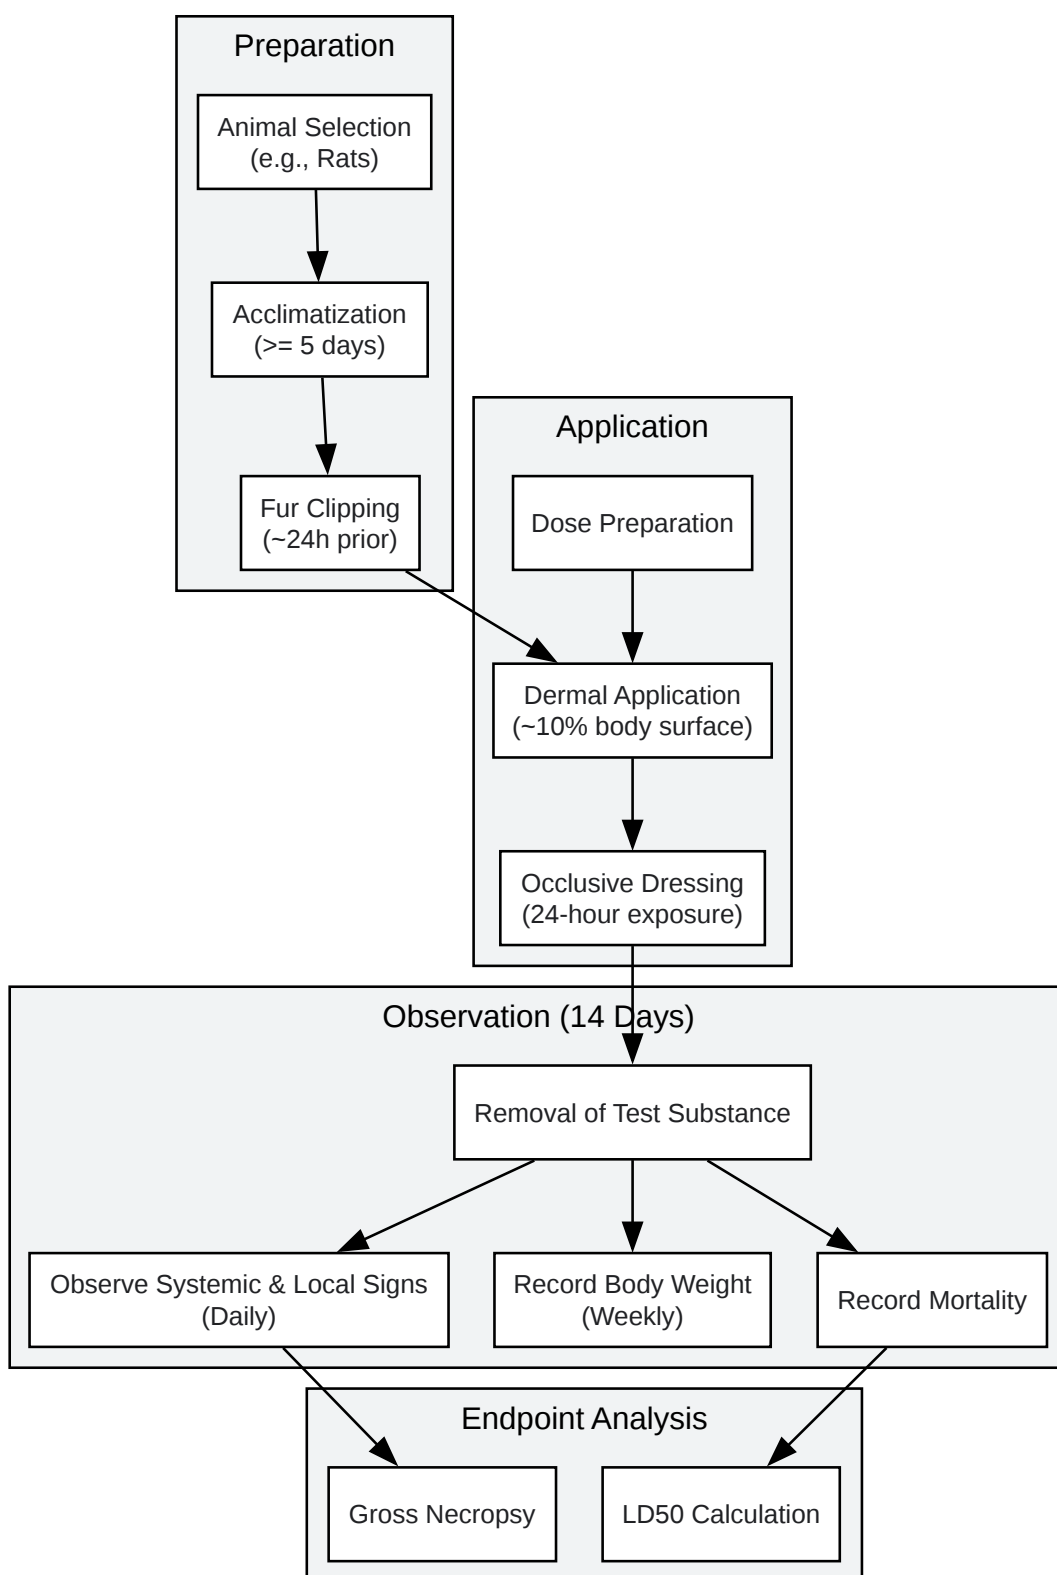 Preparation
Animal Selection
(e.g., Rats)
Acclimatization
(>= 5 days)
Fur Clipping
(~24h prior)
Application
Dose Preparation
Dermal Application
(~10% body surface)
Occlusive Dressing
(24-hour exposure)
Observation (14 Days)
Removal of Test Substance
Observe Systemic & Local Signs
(Daily)
Record Body Weight
(Weekly)
Record Mortality
Endpoint Analysis
Gross Necropsy
LD50 Calculation